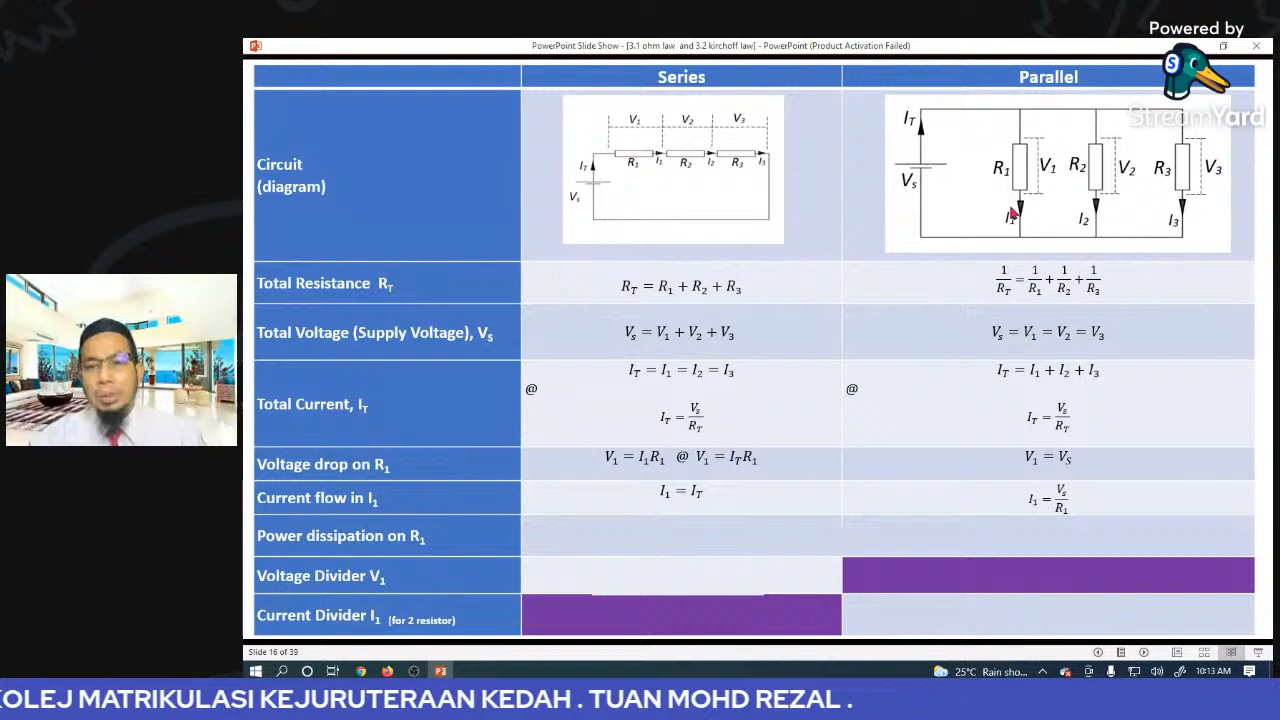 Powered by
StreamYard
PowerPoint Slide Show - [3.1 ohm law and 3.2 kirchoff law] - PowerPoint (Product Activation Failed)
Series
Parallel
Circuit
(diagram)
V1 V2 V3
IT R1 I1 R2 I2 R3 I3
Vs
IT
Vs R1 V1 R2 V2 R3 V3
I1 I2 I3
Total Resistance RT
RT = R1 + R2 + R3
1/RT = 1/R1 + 1/R2 + 1/R3
Total Voltage (Supply Voltage), VS
Vs = V1 + V2 + V3
Vs = V1 = V2 = V3
Total Current, IT
IT = I1 = I2 = I3
@
IT = Vs/RT
IT = I1 + I2 + I3
@
IT = Vs/RT
Voltage drop on R1
V1 = I1R1 @ V1 = ITR1
V1 = VS
Current flow in I1
I1 = IT
I1 = Vs/R1
Power dissipation on R1
Voltage Divider V1
Current Divider I1 (for 2 resistor)
Slide 16 of 39
25°C Rain sho... 10:13 AM
KOLEJ MATRIKULASI KEJURUTERAAN KEDAH . TUAN MOHD REZAL .